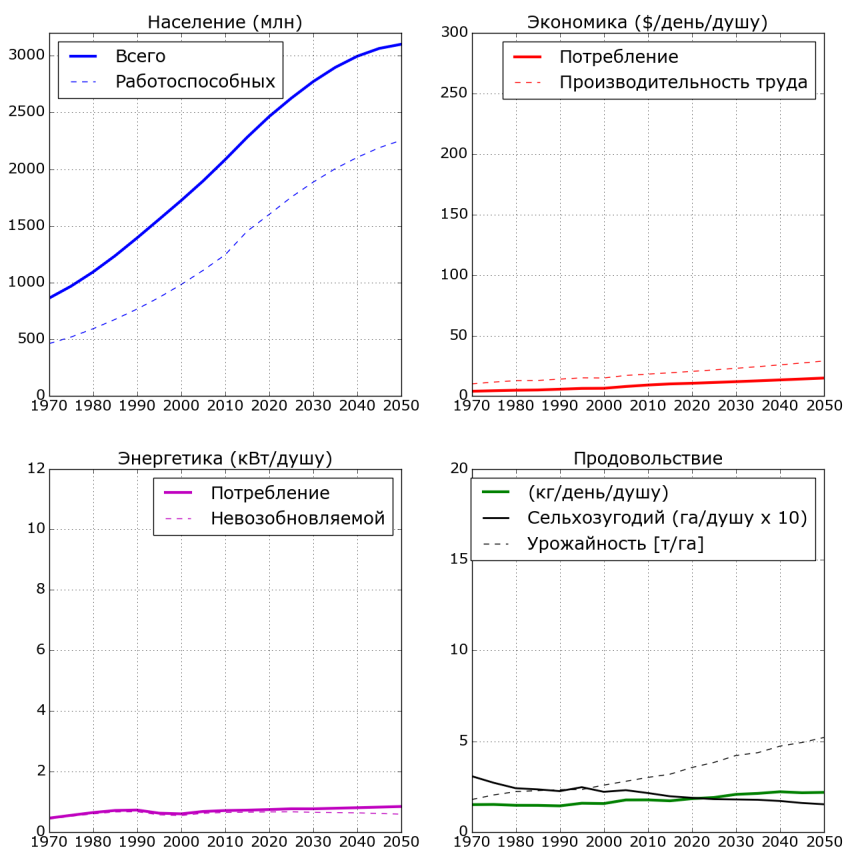 Население (млн)
Всего
Работоспособных
3000
2500
2000
1500
1000
500
0
1970 1980 1990 2000 2010 2020 2030 2040 2050
Экономика ($/день/душу)
Потребление
Производительность труда
300
250
200
150
100
50
0
1970 1980 1990 2000 2010 2020 2030 2040 2050
Энергетика (кВт/душу)
Потребление
Невозобновляемой
12
10
8
6
4
2
0
1970 1980 1990 2000 2010 2020 2030 2040 2050
Продовольствие
(кг/день/душу)
Сельхозугодий (га/душу x 10)
Урожайность [т/га]
20
15
10
5
0
1970 1980 1990 2000 2010 2020 2030 2040 2050